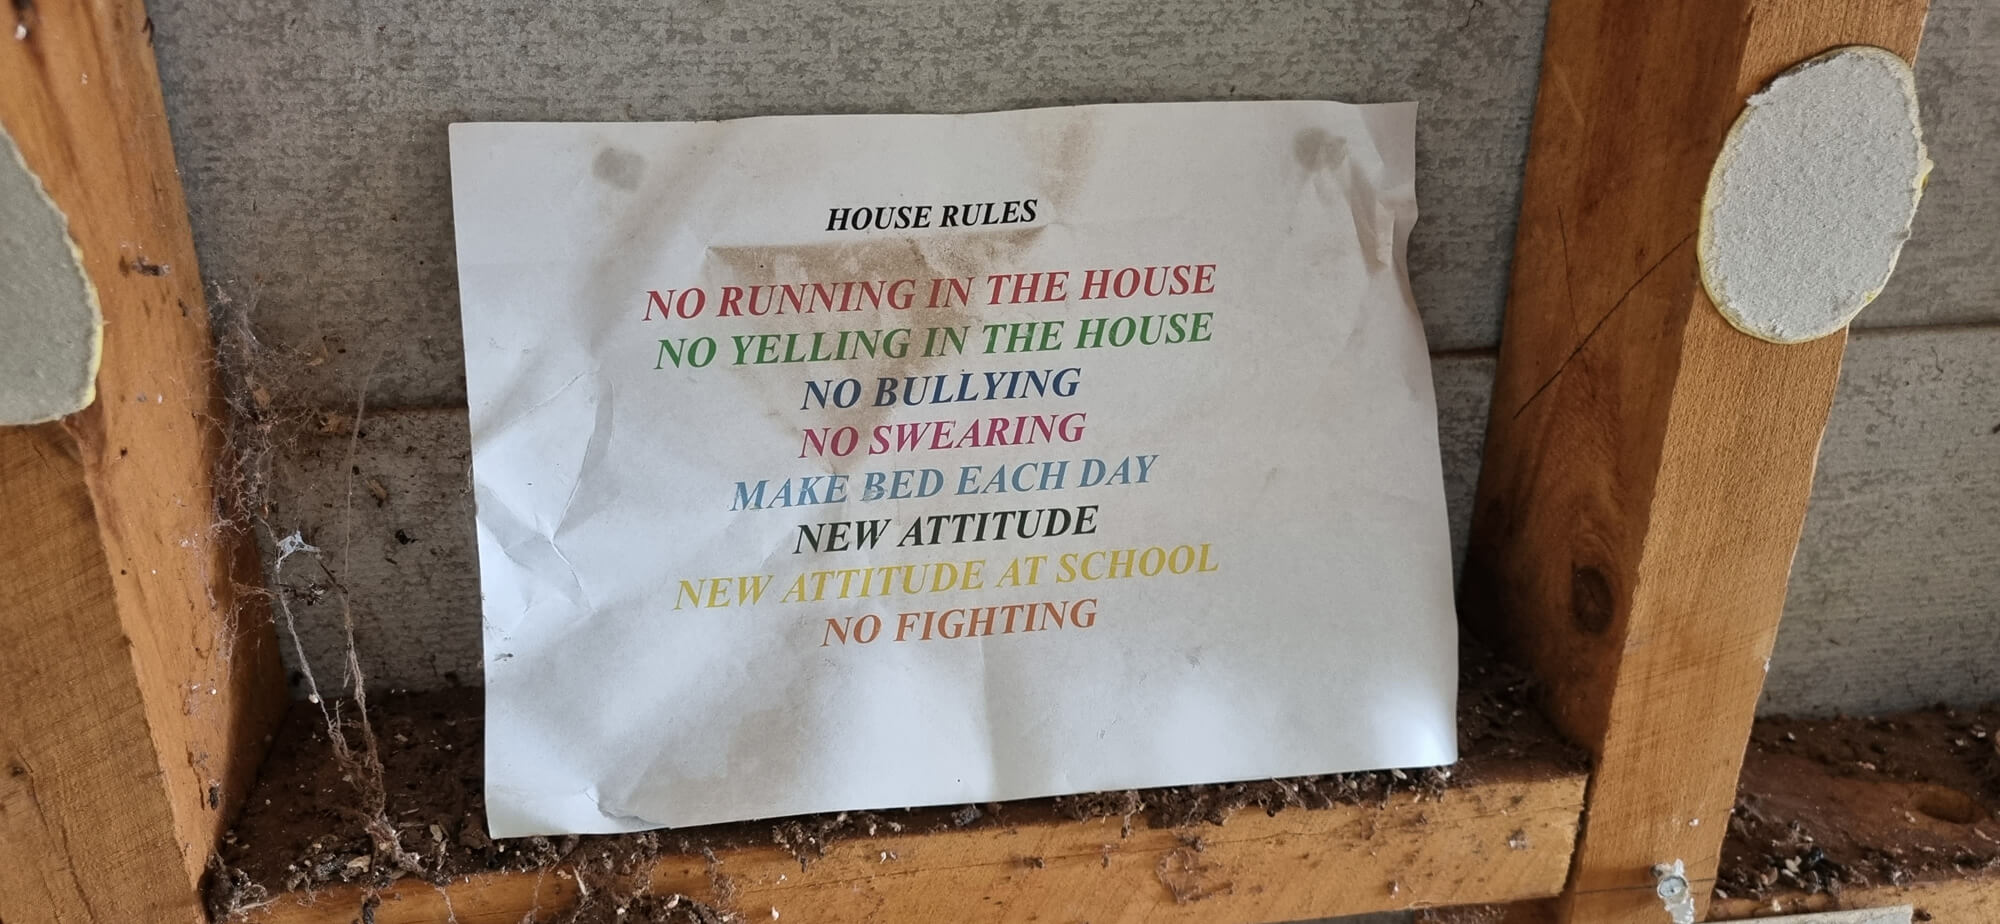 HOUSE RULES
NO RUNNING IN THE HOUSE
NO YELLING IN THE HOUSE
NO BULLYING
NO SWEARING
MAKE BED EACH DAY
NEW ATTITUDE
NEW ATTITUDE AT SCHOOL
NO FIGHTING